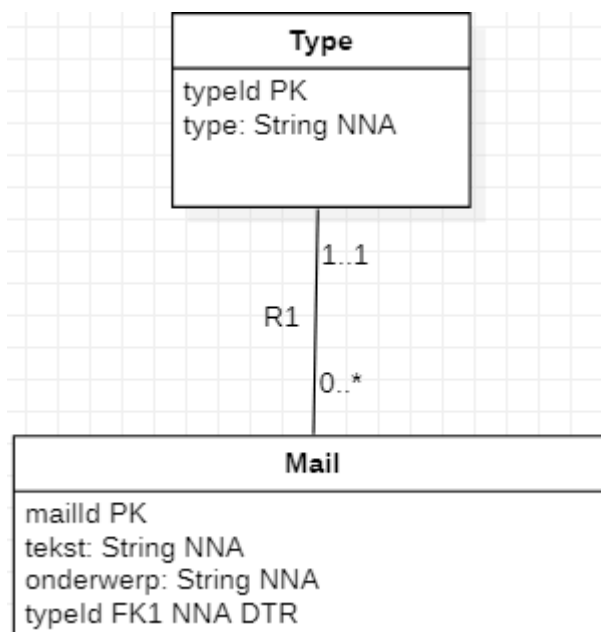 Type
typeId PK
type: String NNA
1..1
R1
0..*
Mail
mailId PK
tekst: String NNA
onderwerp: String NNA
typeId FK1 NNA DTR